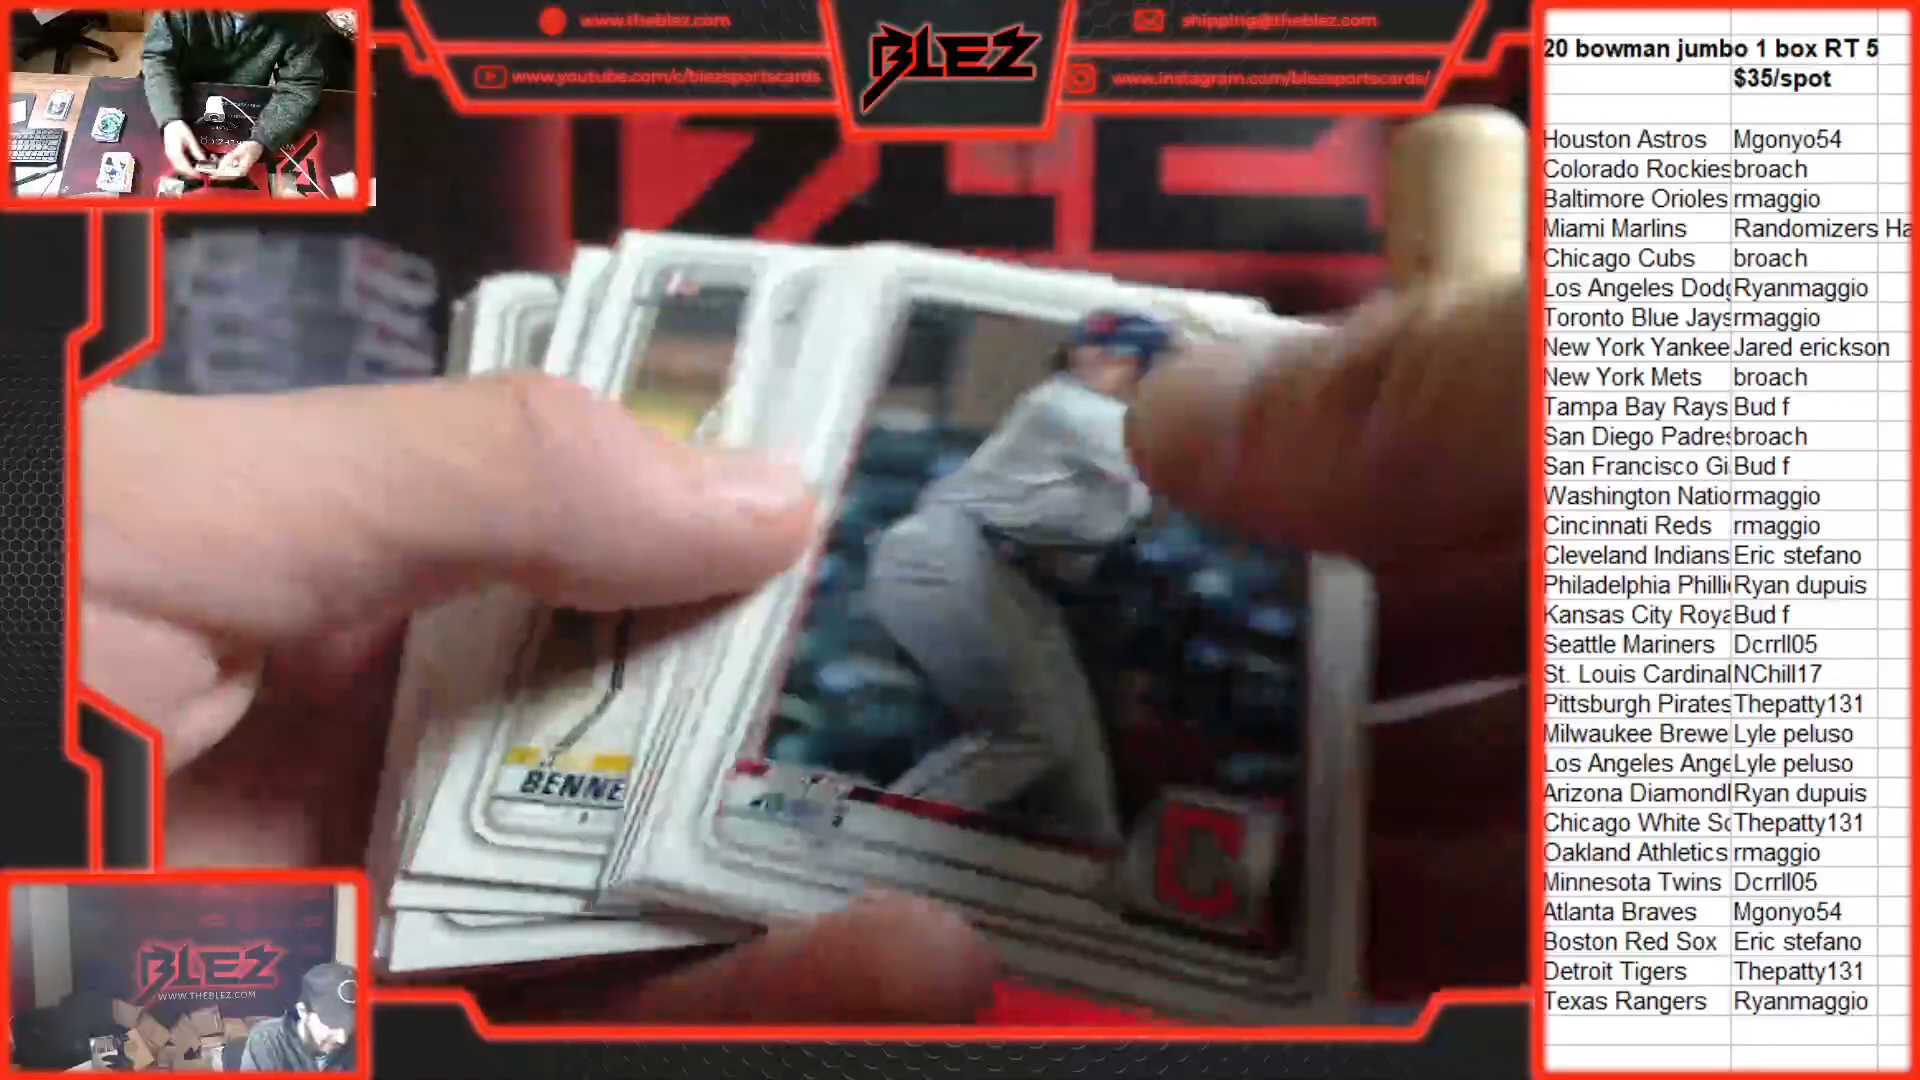 www.theblez.com
shipping@theblez.com
www.youtube.com/c/blezsportscards
www.instagram.com/blezsportscards/
BLEZ
20 bowman jumbo 1 box RT 5
$35/spot
Houston Astros Mgonyo54
Colorado Rockies broach
Baltimore Orioles rmaggio
Miami Marlins Randomizers Ha
Chicago Cubs broach
Los Angeles Dodg Ryanmaggio
Toronto Blue Jays rmaggio
New York Yankee Jared erickson
New York Mets broach
Tampa Bay Rays Bud f
San Diego Padres broach
San Francisco Gi Bud f
Washington Natio rmaggio
Cincinnati Reds rmaggio
Cleveland Indians Eric stefano
Philadelphia Philli Ryan dupuis
Kansas City Roya Bud f
Seattle Mariners Dcrrll05
St. Louis Cardinal NChill17
Pittsburgh Pirates Thepatty131
Milwaukee Brewe Lyle peluso
Los Angeles Ange Lyle peluso
Arizona Diamond Ryan dupuis
Chicago White So Thepatty131
Oakland Athletics rmaggio
Minnesota Twins Dcrrll05
Atlanta Braves Mgonyo54
Boston Red Sox Eric stefano
Detroit Tigers Thepatty131
Texas Rangers Ryanmaggio
BENNE
C
BLEZ
WWW.THEBLEZ.COM